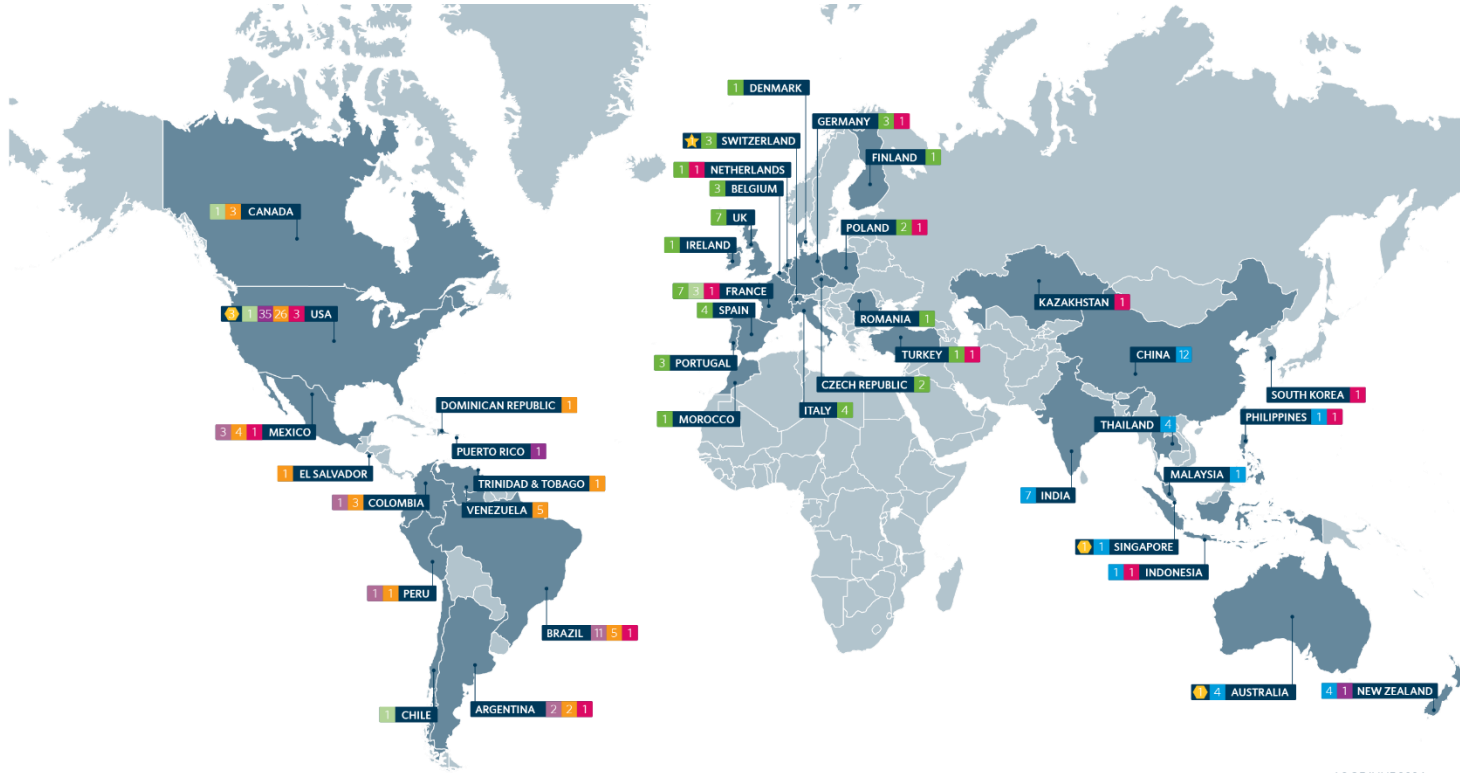 1 DENMARK
GERMANY 3 1
3 SWITZERLAND
FINLAND 1
1 1 NETHERLANDS
3 BELGIUM
1 3 CANADA
7 UK
POLAND 2 1
1 IRELAND
7 3 1 FRANCE
KAZAKHSTAN 1
3 1 35 26 3 USA
4 SPAIN
ROMANIA 1
TURKEY 1 1
CHINA 12
3 PORTUGAL
CZECH REPUBLIC 2
SOUTH KOREA 1
DOMINICAN REPUBLIC 1
ITALY 4
1 MOROCCO
PHILIPPINES 1 1
THAILAND 4
3 4 1 MEXICO
PUERTO RICO 1
1 EL SALVADOR
MALAYSIA 1
TRINIDAD & TOBAGO 1
7 INDIA
1 3 COLOMBIA
VENEZUELA 5
1 1 SINGAPORE
1 1 INDONESIA
1 1 PERU
BRAZIL 11 5 1
1 4 AUSTRALIA
4 1 NEW ZEALAND
ARGENTINA 2 2 1
1 CHILE